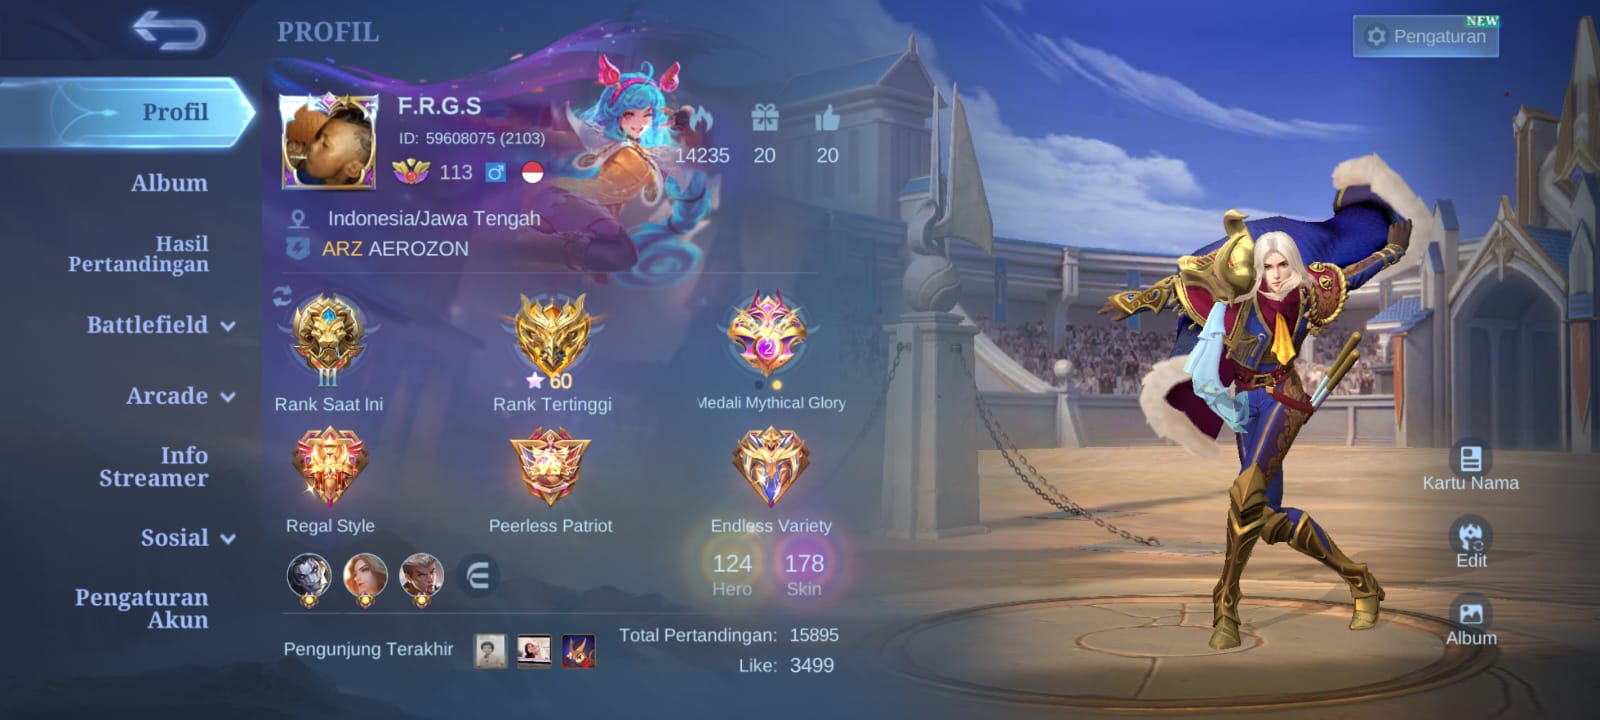 PROFIL
NEW
Pengaturan
Profil
Album
Hasil
Pertandingan
Battlefield
Arcade
Info
Streamer
Sosial
Pengaturan
Akun
F.R.G.S
ID: 59608075 (2103)
113
14235
20
20
Indonesia/Jawa Tengah
ARZ AEROZON
III
60
2
Rank Saat Ini
Rank Tertinggi
Medali Mythical Glory
Regal Style
Peerless Patriot
Endless Variety
124
Hero
178
Skin
Pengunjung Terakhir
Total Pertandingan: 15895
Like: 3499
Kartu Nama
Edit
Album